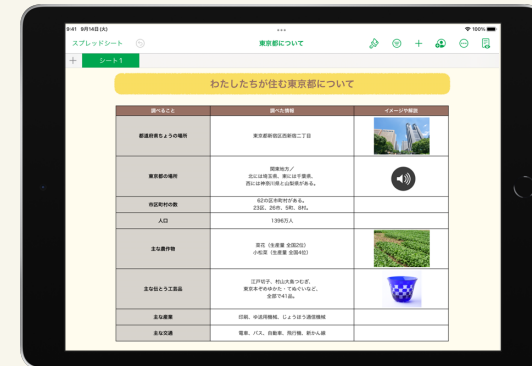 9:41 9月14日(火)
100%
スプレッドシート
東京都について
シート1
わたしたちが住む東京都について
調べること
調べた情報
イメージや解説
都道府県ちょうの場所
東京都新宿区西新宿二丁目
東京都の場所
関東地方/
北には埼玉県、東には千葉県、
西には神奈川県と山梨県がある。
市区町村の数
62の区市町村がある。
23区、26市、5町、8村。
人口
1396万人
主な農作物
菜花(生産量 全国2位)
小松菜(生産量 全国4位)
主な伝とう工芸品
江戸切子、村山大島つむぎ、
東京本ぞめゆかた・てぬぐいなど、
全部で41品。
主な産業
印刷、ゆ送用機械、じょうほう通信機械
主な交通
電車、バス、自動車、飛行機、新かん線